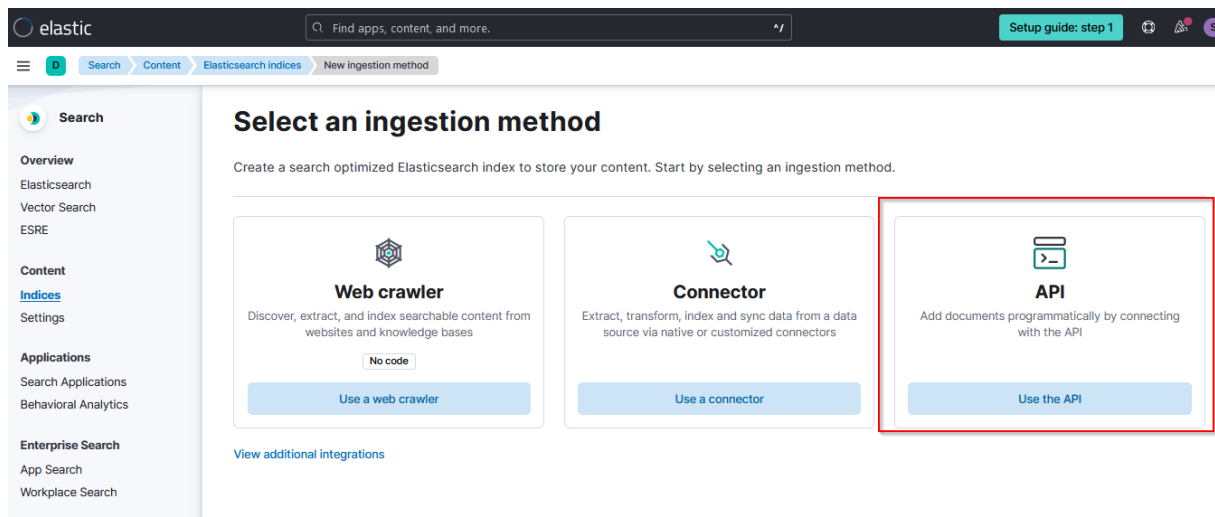 elastic
Find apps, content, and more.
^/
Setup guide: step 1
S
D
Search
Content
Elasticsearch indices
New ingestion method
Search
Overview
Elasticsearch
Vector Search
ESRE
Content
Indices
Settings
Applications
Search Applications
Behavioral Analytics
Enterprise Search
App Search
Workplace Search
Select an ingestion method
Create a search optimized Elasticsearch index to store your content. Start by selecting an ingestion method.
Web crawler
Discover, extract, and index searchable content from
websites and knowledge bases
No code
Use a web crawler
Connector
Extract, transform, index and sync data from a data
source via native or customized connectors
Use a connector
API
Add documents programmatically by connecting
with the API
Use the API
View additional integrations